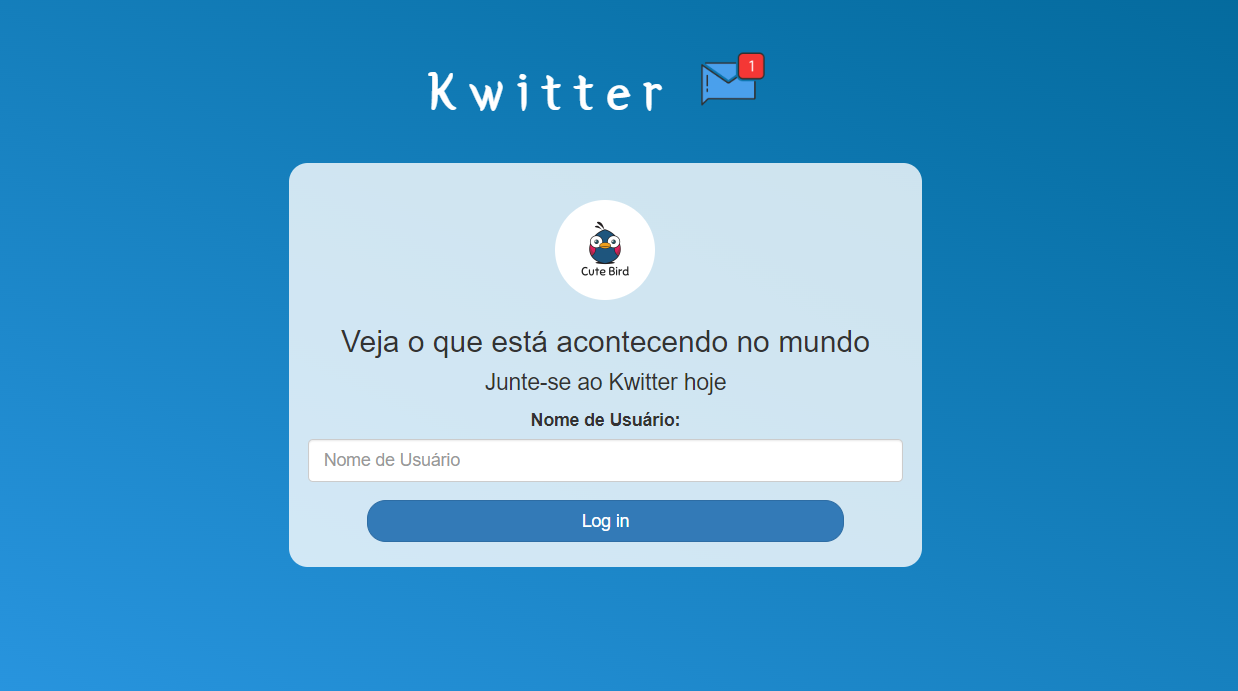 Kwitter
1
Cute Bird
Veja o que está acontecendo no mundo
Junte-se ao Kwitter hoje
Nome de Usuário:
Nome de Usuário
Log in